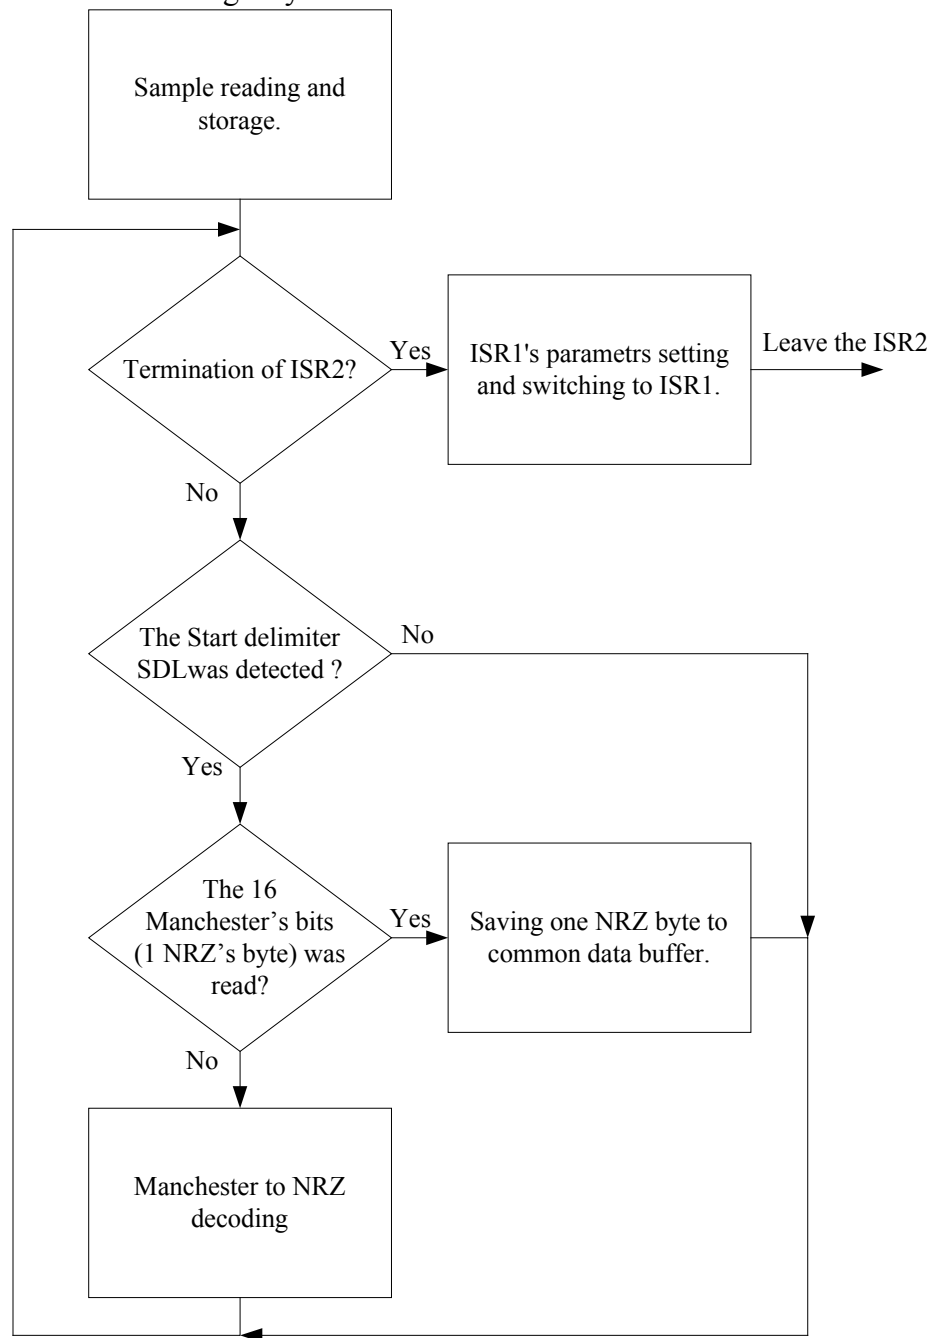 Sample reading and
storage.
Termination of ISR2?
Yes
ISR1's parametrs setting
and switching to ISR1.
Leave the ISR2
No
The Start delimiter
SDLwas detected ?
No
Yes
The 16
Manchester’s bits
(1 NRZ’s byte) was
read?
Yes
Saving one NRZ byte to
common data buffer.
No
Manchester to NRZ
decoding